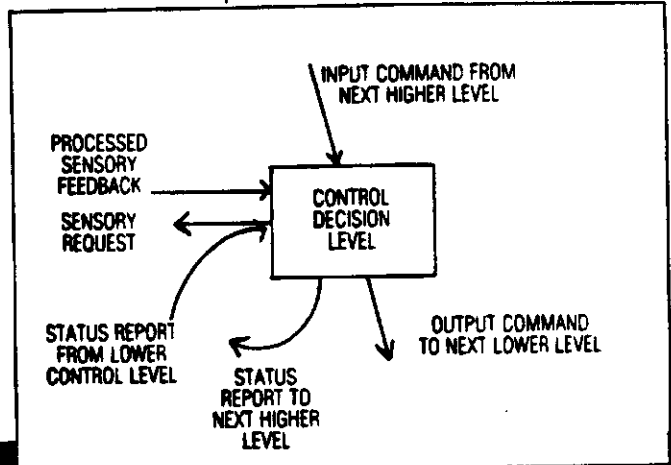 INPUT COMMAND FROM
NEXT HIGHER LEVEL
PROCESSED
SENSORY
FEEDBACK
SENSORY
REQUEST
CONTROL
DECISION
LEVEL
STATUS REPORT
FROM LOWER
CONTROL LEVEL
STATUS
REPORT TO
NEXT HIGHER
LEVEL
OUTPUT COMMAND
TO NEXT LOWER LEVEL